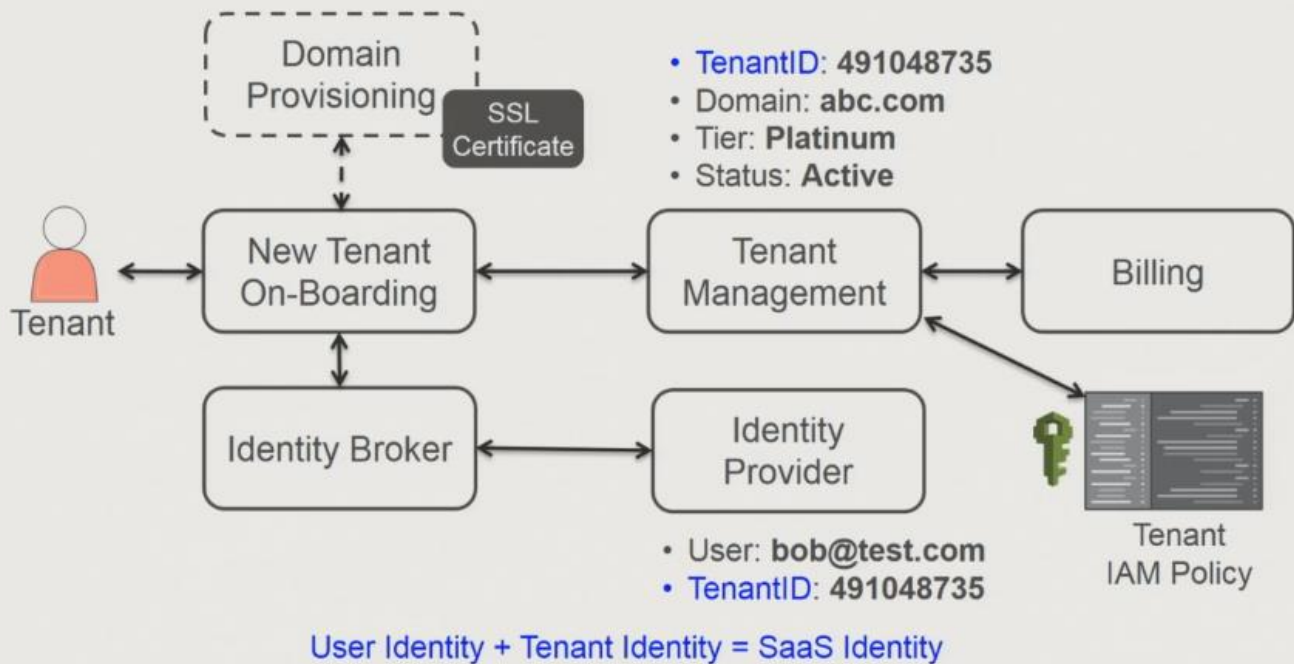 Domain
Provisioning
SSL
Certificate
• TenantID: 491048735
• Domain: abc.com
• Tier: Platinum
• Status: Active
Tenant
New Tenant
On-Boarding
Tenant
Management
Billing
Identity Broker
Identity
Provider
Tenant
IAM Policy
• User: bob@test.com
• TenantID: 491048735
User Identity + Tenant Identity = SaaS Identity